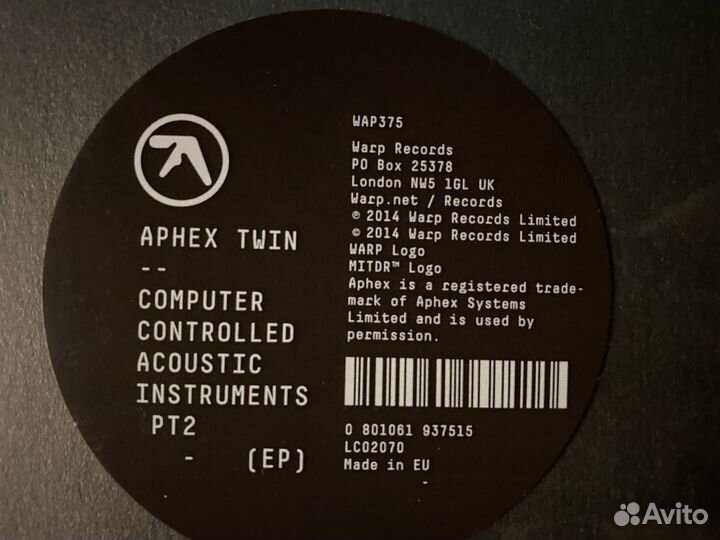 APHEX TWIN
--
COMPUTER
CONTROLLED
ACOUSTIC
INSTRUMENTS
PT2
- (EP)
WAP375
Warp Records
PO Box 25378
London NW5 1GL UK
Warp.net / Records
℗ 2014 Warp Records Limited
© 2014 Warp Records Limited
WARP Logo
MITDR™ Logo
Aphex is a registered trade-
mark of Aphex Systems
Limited and is used by
permission.
0 801061 937515
LC02070
Made in EU
-
Avito